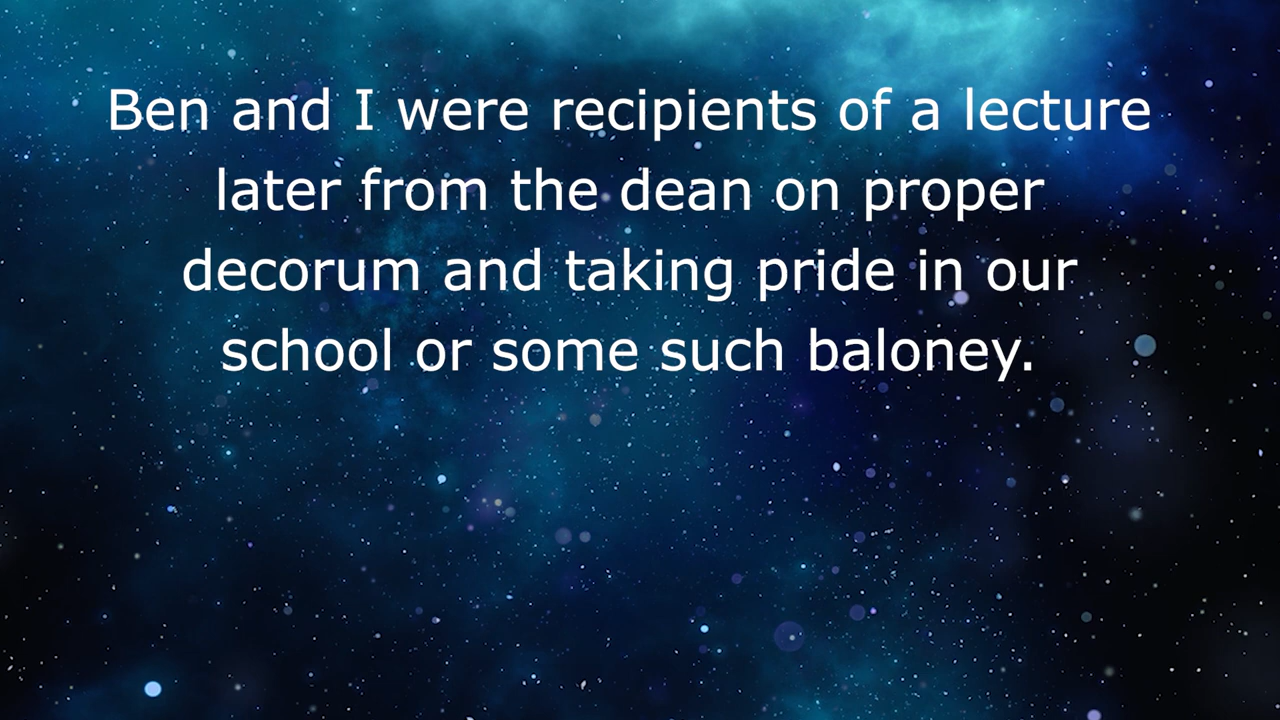 Ben and I were recipients of a lecture
later from the dean on proper
decorum and taking pride in our
school or some such baloney.